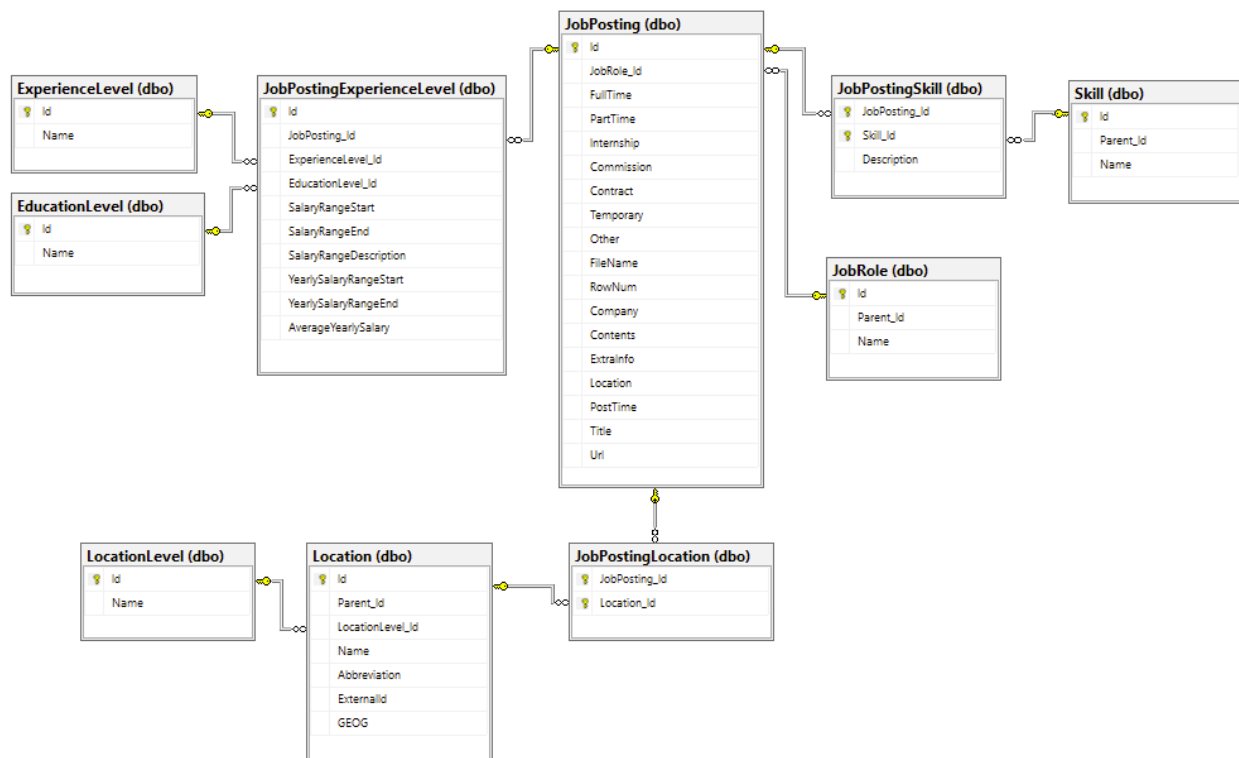 JobPosting (dbo)
Id
JobRole_Id
FullTime
PartTime
Internship
Commission
Contract
Temporary
Other
FileName
RowNum
Company
Contents
ExtraInfo
Location
PostTime
Title
Url
ExperienceLevel (dbo)
Id
Name
EducationLevel (dbo)
Id
Name
JobPostingExperienceLevel (dbo)
Id
JobPosting_Id
ExperienceLevel_Id
EducationLevel_Id
SalaryRangeStart
SalaryRangeEnd
SalaryRangeDescription
YearlySalaryRangeStart
YearlySalaryRangeEnd
AverageYearlySalary
JobPostingSkill (dbo)
JobPosting_Id
Skill_Id
Description
Skill (dbo)
Id
Parent_Id
Name
JobRole (dbo)
Id
Parent_Id
Name
LocationLevel (dbo)
Id
Name
Location (dbo)
Id
Parent_Id
LocationLevel_Id
Name
Abbreviation
ExternalId
GEOG
JobPostingLocation (dbo)
JobPosting_Id
Location_Id